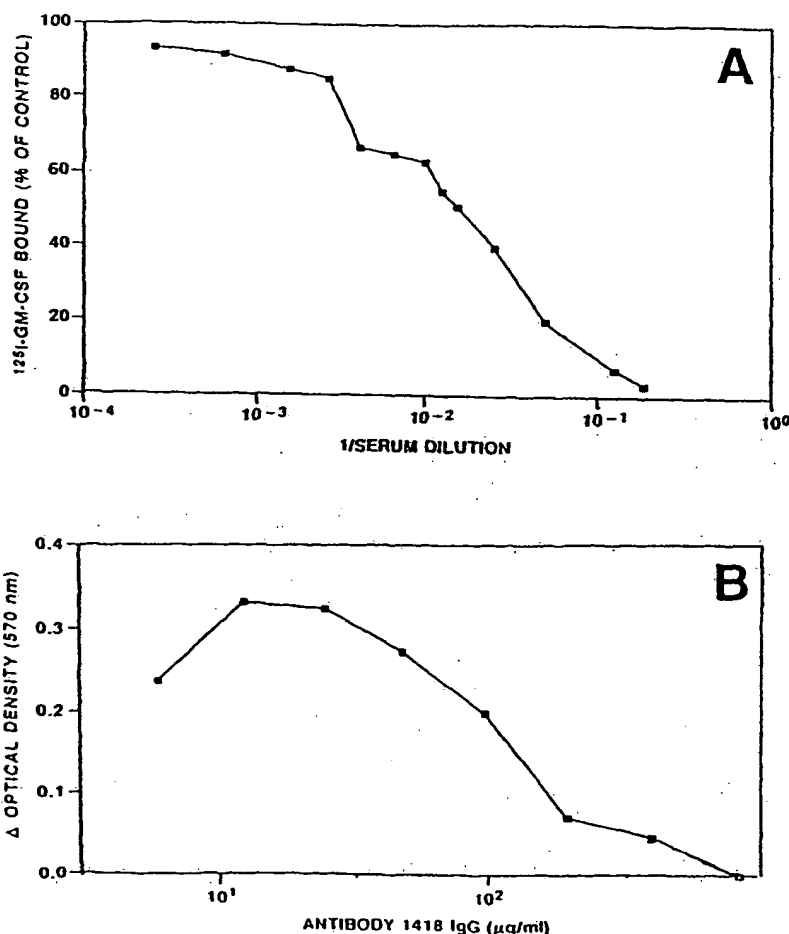 A
100
80
60
40
20
0
¹²⁵I-GM-CSF BOUND (% OF CONTROL)
10⁻⁴ 10⁻³ 10⁻² 10⁻¹ 10⁰
1/SERUM DILUTION
B
0.4
0.3
0.2
0.1
0.0
Δ OPTICAL DENSITY (570 nm)
10¹ 10²
ANTIBODY 1418 IgG (µg/ml)